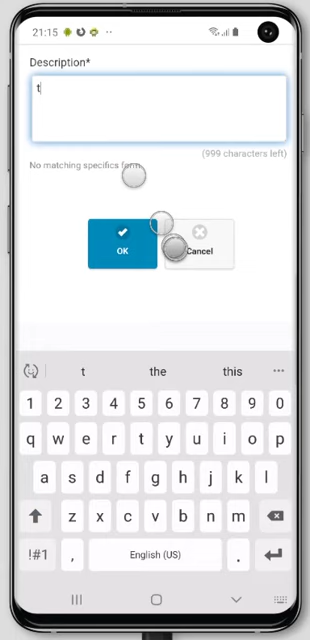 21:15
Description*
t
(999 characters left)
No matching specifics form
OK
Cancel
t the this
1 2 3 4 5 6 7 8 9 0
q w e r t y u i o p
a s d f g h j k l
z x c v b n m
!#1 , English (US) .